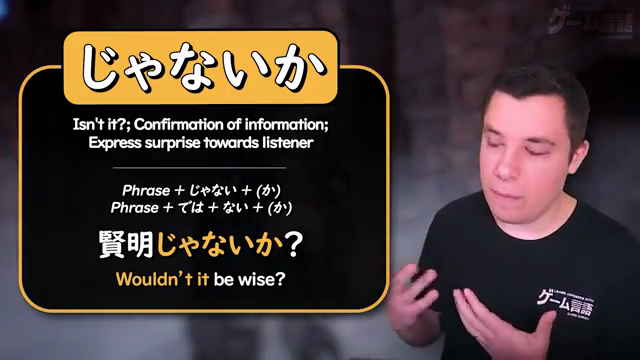 じゃないか
Isn't it?; Confirmation of information;
Express surprise towards listener
Phrase + じゃない + (か)
Phrase + では + ない + (か)
賢明じゃないか?
Wouldn't it be wise?
ゲーム言語
ゲーム言語